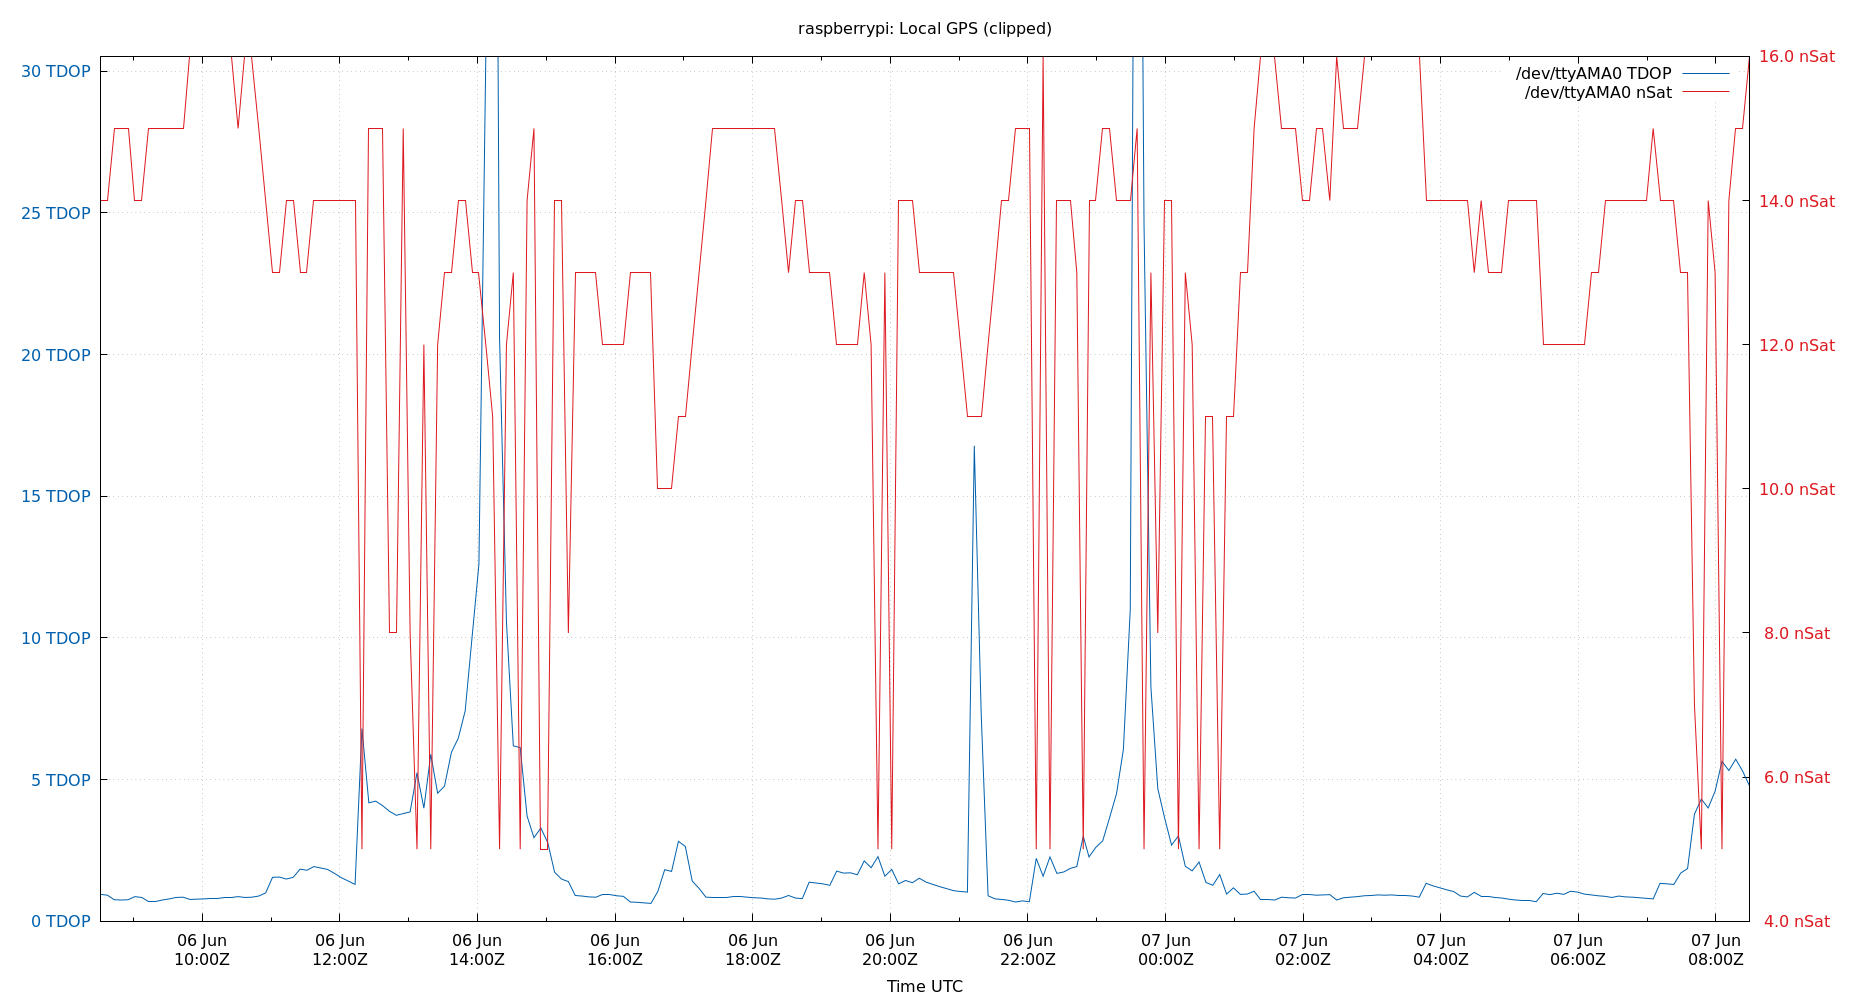 raspberrypi: Local GPS (clipped)
30 TDOP
25 TDOP
20 TDOP
15 TDOP
10 TDOP
5 TDOP
0 TDOP
/dev/ttyAMA0 TDOP
/dev/ttyAMA0 nSat
16.0 nSat
14.0 nSat
12.0 nSat
10.0 nSat
8.0 nSat
6.0 nSat
4.0 nSat
06 Jun
10:00Z
06 Jun
12:00Z
06 Jun
14:00Z
06 Jun
16:00Z
06 Jun
18:00Z
06 Jun
20:00Z
06 Jun
22:00Z
07 Jun
00:00Z
07 Jun
02:00Z
07 Jun
04:00Z
07 Jun
06:00Z
07 Jun
08:00Z
Time UTC